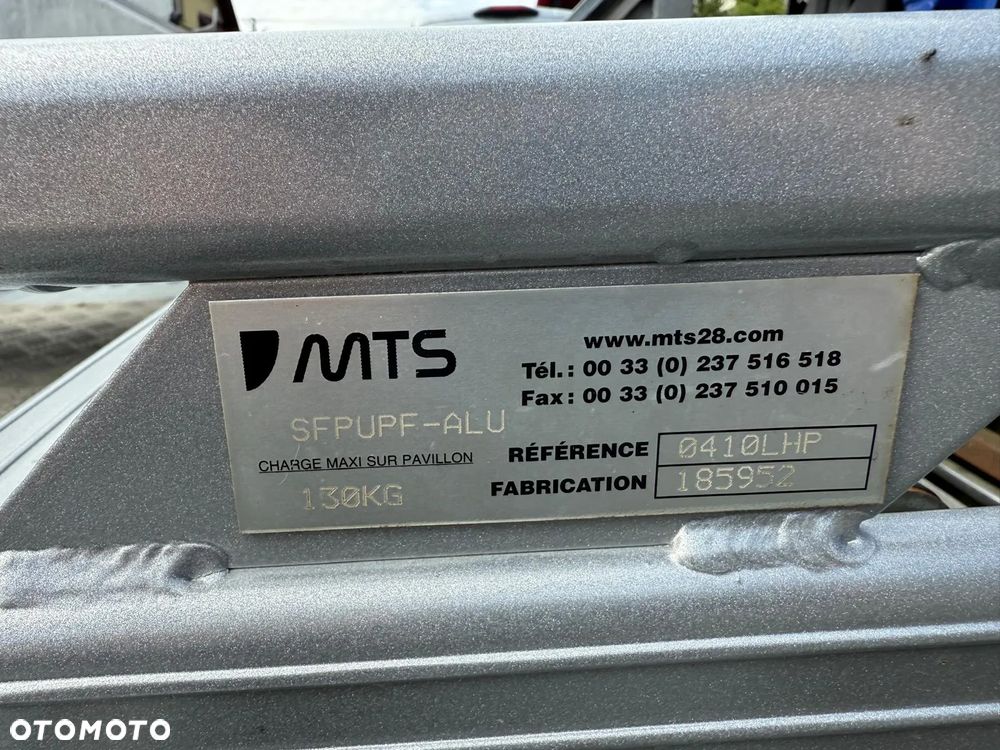 MTS
www.mts28.com
Tél.: 00 33 (0) 237 516 518
Fax: 00 33 (0) 237 510 015
SFPUPF-ALU
CHARGE MAXI SUR PAVILLON
130KG
RÉFÉRENCE 0410LHP
FABRICATION 185952
OTOMOTO